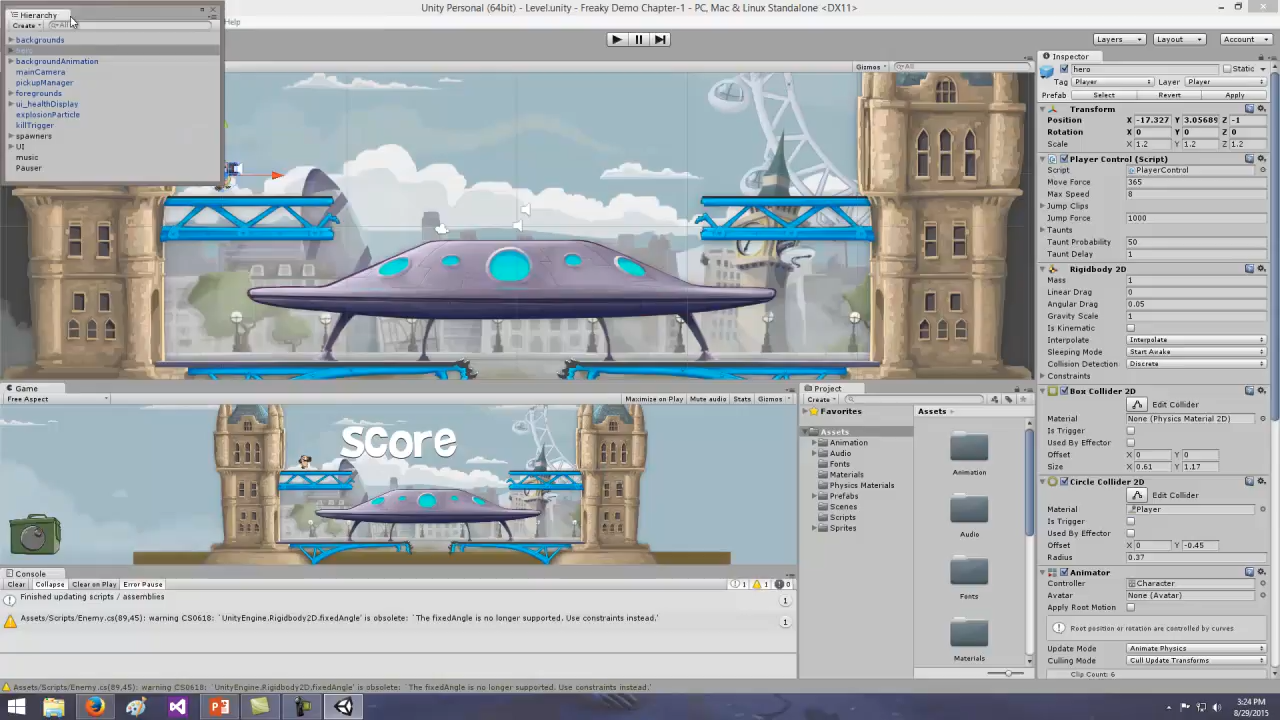 Unity Personal (64bit) - Level.unity - Freaky Demo Chapter-1 - PC, Mac & Linux Standalone <DX11>
Hierarchy
Help
Create
All
backgrounds
hero
backgroundAnimation
mainCamera
pickupManager
foregrounds
ui_healthDisplay
explosionParticle
killTrigger
spawners
UI
music
Pauser
Layers
Layout
Account
Gizmos
All
Game
Free Aspect
Maximize on Play
Mute audio
Stats
Gizmos
score
Console
Clear
Collapse
Clear on Play
Error Pause
1
1
0
Finished updating scripts / assemblies
1
Assets/Scripts/Enemy.cs(89,45): warning CS0618: `UnityEngine.Rigidbody2D.fixedAngle' is obsolete: `The fixedAngle is no longer supported. Use constraints instead.'
1
Project
Create
Favorites
Assets
Animation
Audio
Fonts
Materials
Physics Materials
Prefabs
Scenes
Scripts
Sprites
Assets
Animation
Audio
Fonts
Materials
Inspector
hero
Static
Tag Player
Layer Player
Prefab Select Revert Apply
Transform
Position X -17.327 Y 3.05689 Z -1
Rotation X 0 Y 0 Z 0
Scale X 1.2 Y 1.2 Z 1.2
Player Control (Script)
Script PlayerControl
Move Force 365
Max Speed 8
Jump Clips
Jump Force 1000
Taunts
Taunt Probability 50
Taunt Delay 1
Rigidbody 2D
Mass 1
Linear Drag 0
Angular Drag 0.05
Gravity Scale 1
Is Kinematic
Interpolate Interpolate
Sleeping Mode Start Awake
Collision Detection Discrete
Constraints
Box Collider 2D
Edit Collider
Material None (Physics Material 2D)
Is Trigger
Used By Effector
Offset X 0 Y 0
Size X 0.61 Y 1.17
Circle Collider 2D
Edit Collider
Material Player
Is Trigger
Used By Effector
Offset X 0 Y -0.45
Radius 0.37
Animator
Controller Character
Avatar None (Avatar)
Apply Root Motion
Root position or rotation are controlled by curves
Update Mode Animate Physics
Culling Mode Cull Update Transforms
Clip Count: 6
Assets/Scripts/Enemy.cs(89,45): warning CS0618: `UnityEngine.Rigidbody2D.fixedAngle' is obsolete: `The fixedAngle is no longer supported. Use constraints instead.'
3:24 PM
8/29/2015